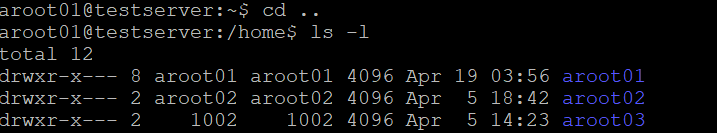 aroot01@testserver:~$ cd ..
aroot01@testserver:/home$ ls -l
total 12
drwxr-x--- 8 aroot01 aroot01 4096 Apr 19 03:56 aroot01
drwxr-x--- 2 aroot02 aroot02 4096 Apr  5 18:42 aroot02
drwxr-x--- 2    1002    1002 4096 Apr  5 14:23 aroot03